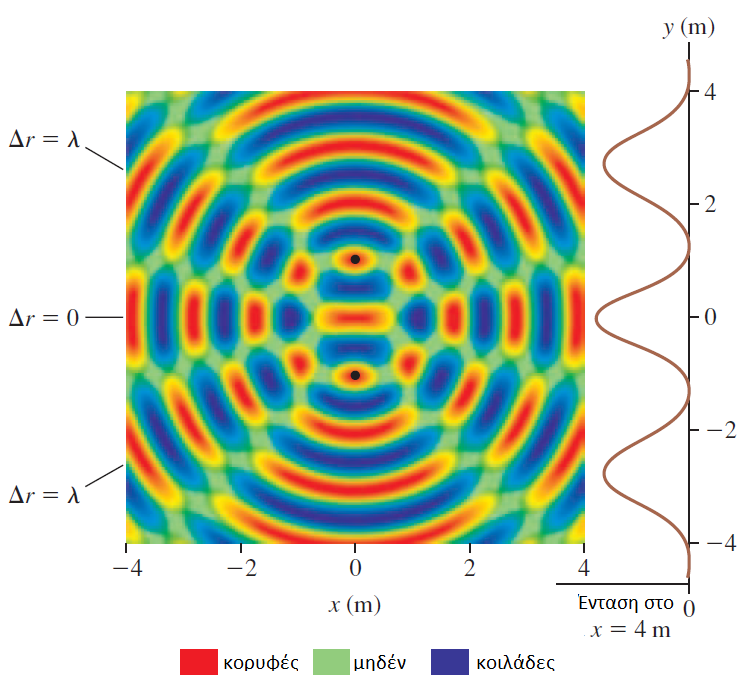 y (m)
Δr = λ
Δr = 0
Δr = λ
4
2
0
−2
−4
−4 −2 0 2 4
x (m)
Ένταση στο 0
x = 4 m
κορυφές μηδέν κοιλάδες